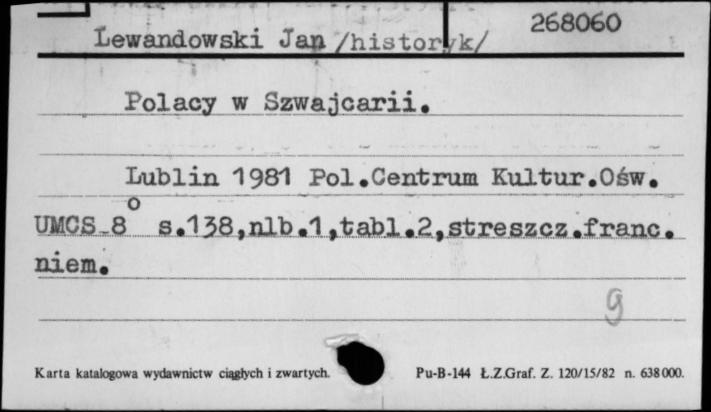 268060
Lewandowski Jan /historyk/
Polacy w Szwajcarii.
Lublin 1981 Pol.Centrum Kultur.Ośw.
UMCS 8° s.138,nlb.1,tabl.2,streszcz.franc.
niem.
9
Karta katalogowa wydawnictw ciągłych i zwartych. Pu-B-144 Ł.Z.Graf. Z. 120/15/82 n. 638000.